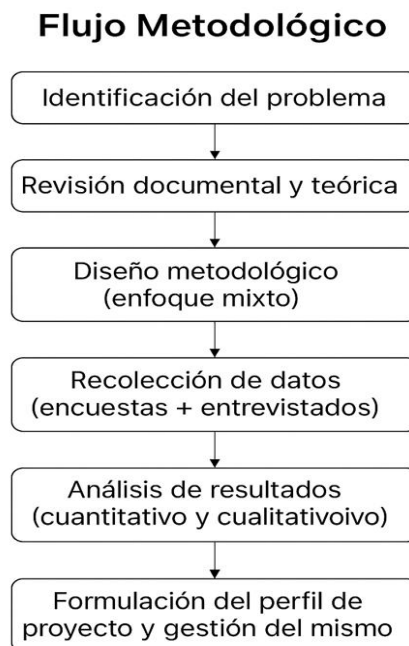 Flujo Metodológico
Identificación del problema
Revisión documental y teórica
Diseño metodológico
(enfoque mixto)
Recolección de datos
(encuestas + entrevistados)
Análisis de resultados
(cuantitativo y cualitativoivo)
Formulación del perfil de
proyecto y gestión del mismo